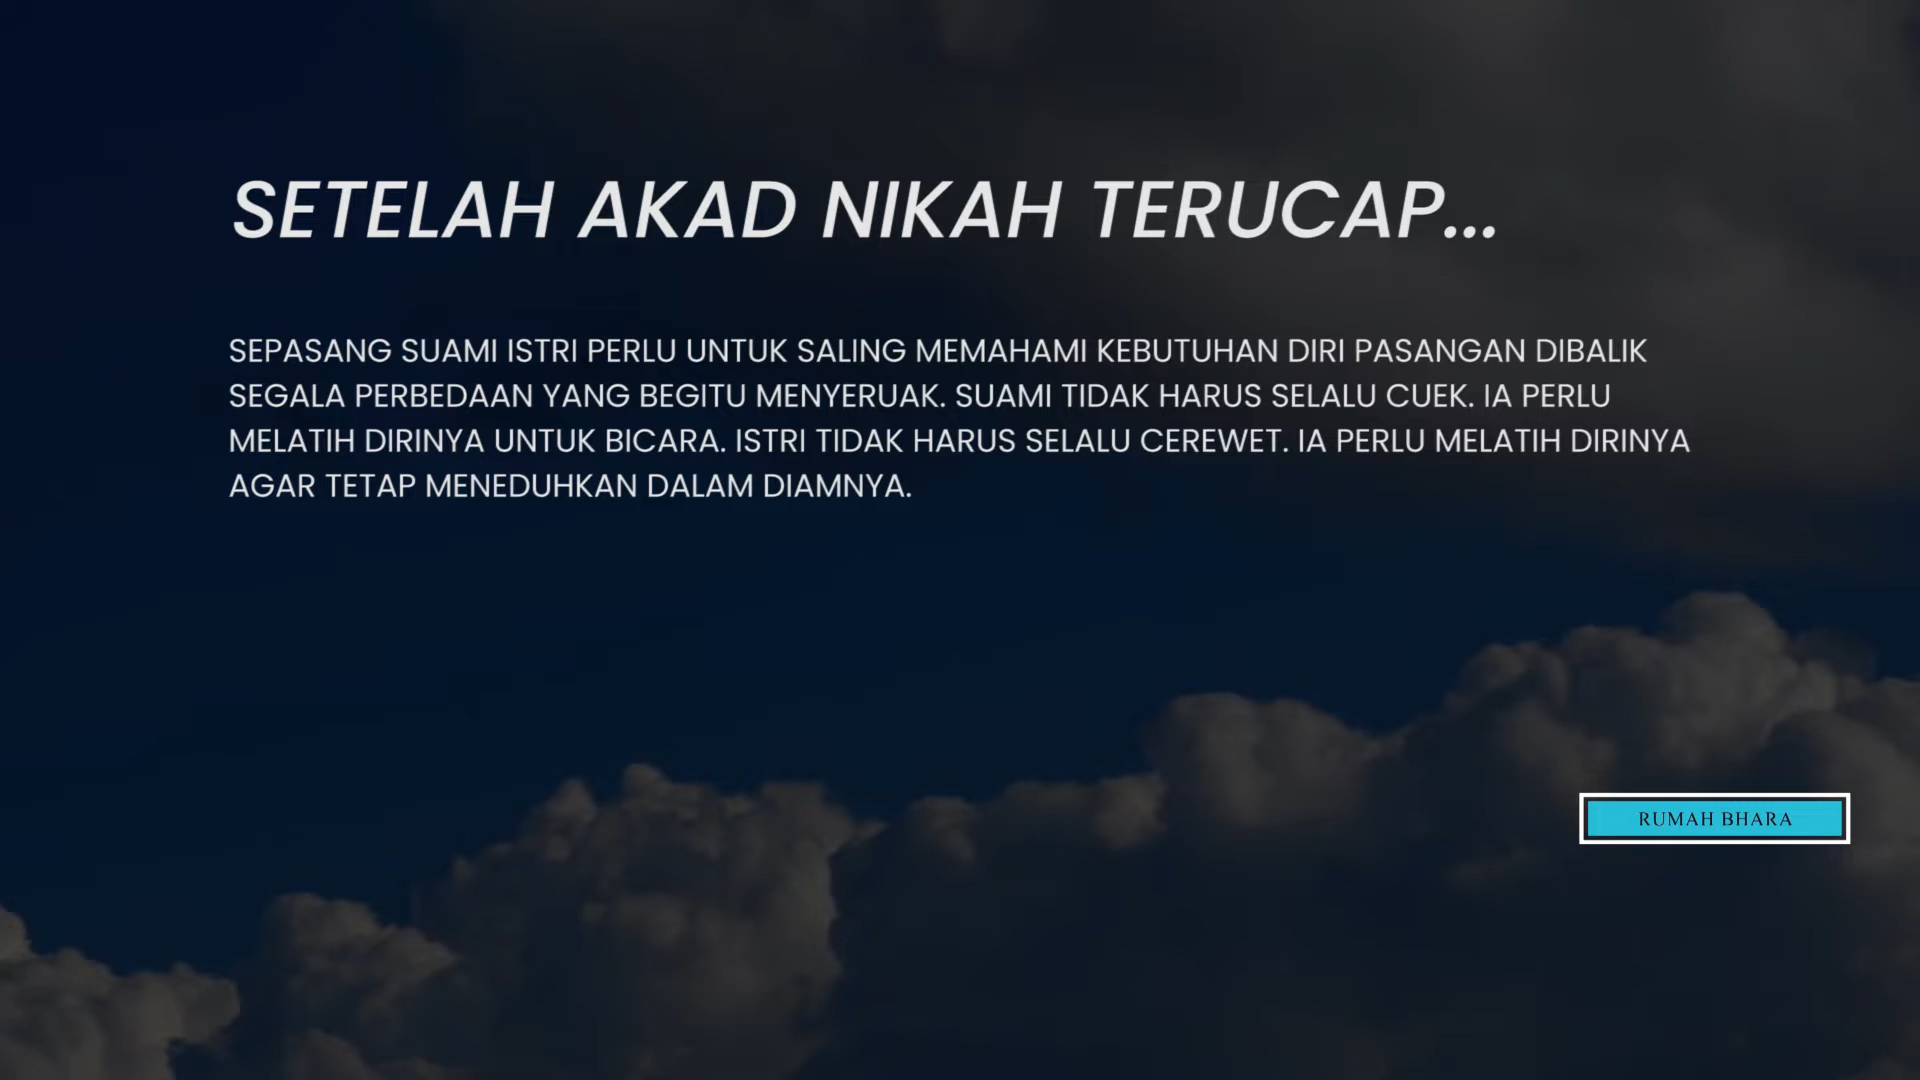 SETELAH AKAD NIKAH TERUCAP...
SEPASANG SUAMI ISTRI PERLU UNTUK SALING MEMAHAMI KEBUTUHAN DIRI PASANGAN DIBALIK
SEGALA PERBEDAAN YANG BEGITU MENYERUAK. SUAMI TIDAK HARUS SELALU CUEK. IA PERLU
MELATIH DIRINYA UNTUK BICARA. ISTRI TIDAK HARUS SELALU CEREWET. IA PERLU MELATIH DIRINYA
AGAR TETAP MENEDUHKAN DALAM DIAMNYA.
RUMAH BHARA